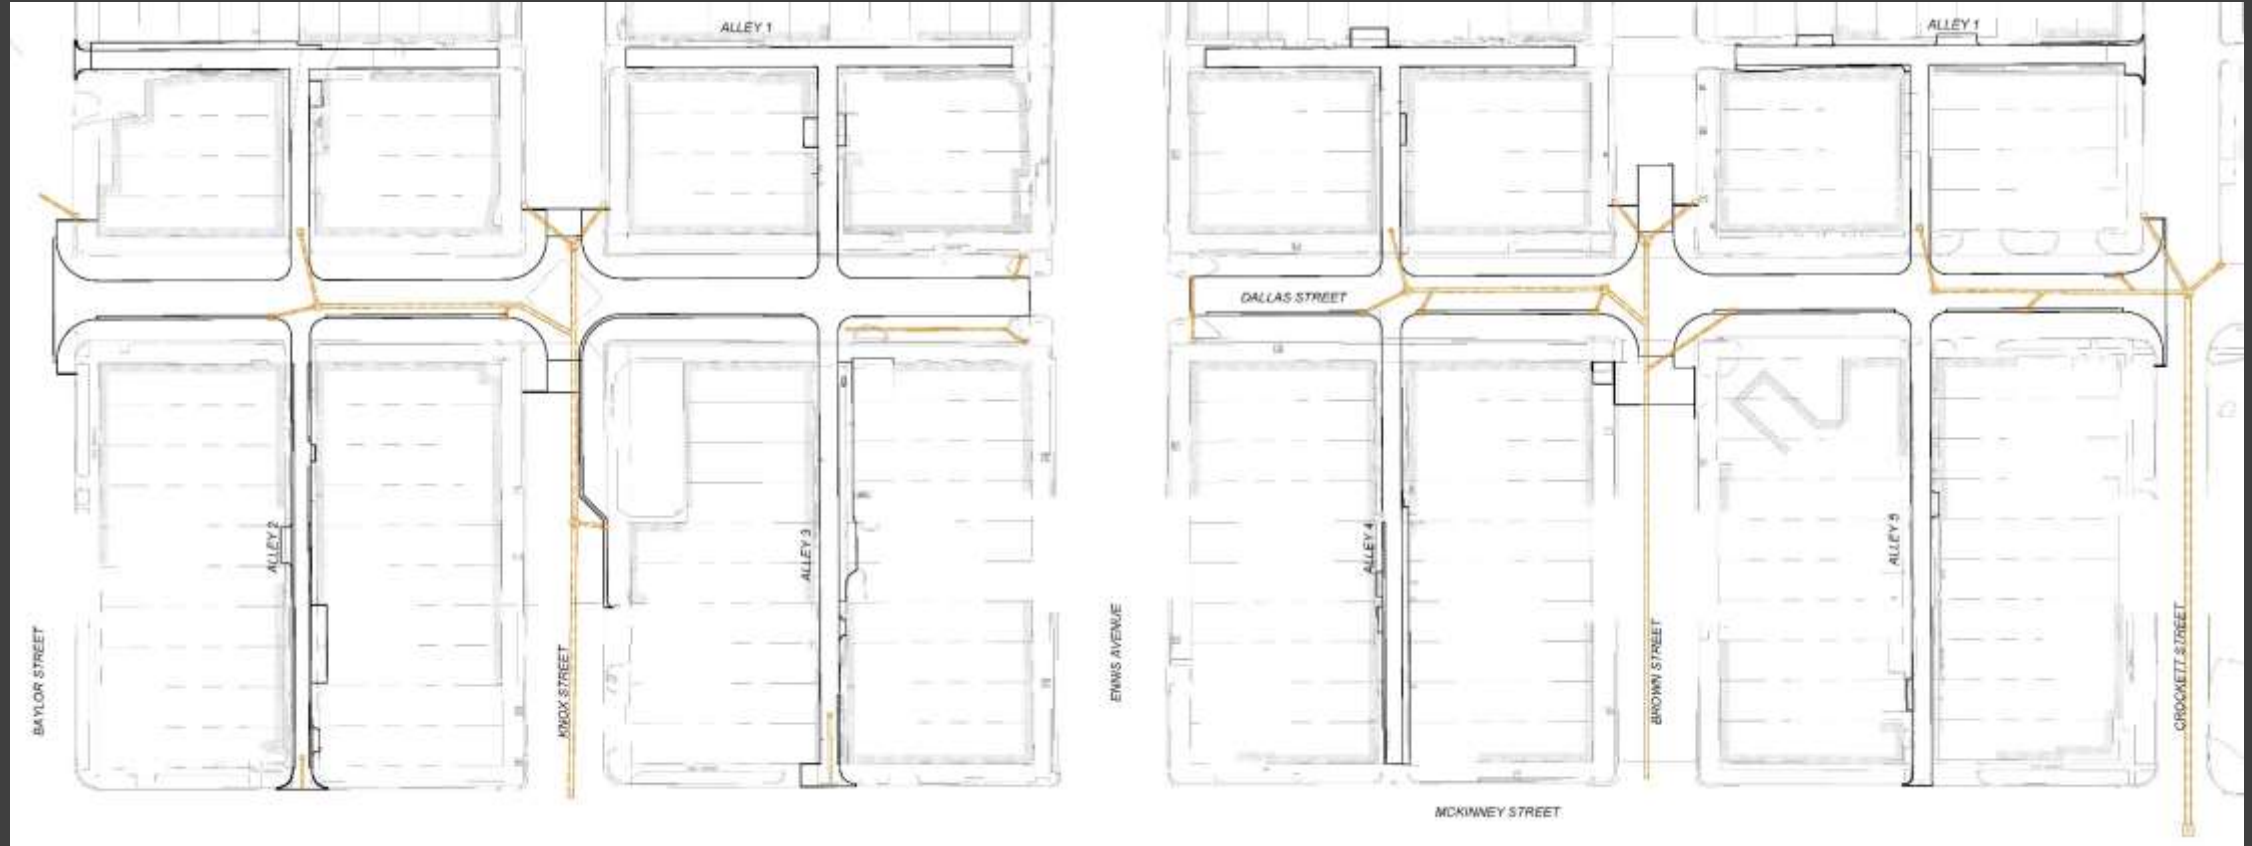 ALLEY 1
ALLEY 1
DALLAS STREET
ALLEY 2
ALLEY 3
ALLEY 4
ALLEY 5
BAYLOR STREET
KNOX STREET
ENNIS AVENUE
BROWN STREET
CROCKETT STREET
MCKINNEY STREET